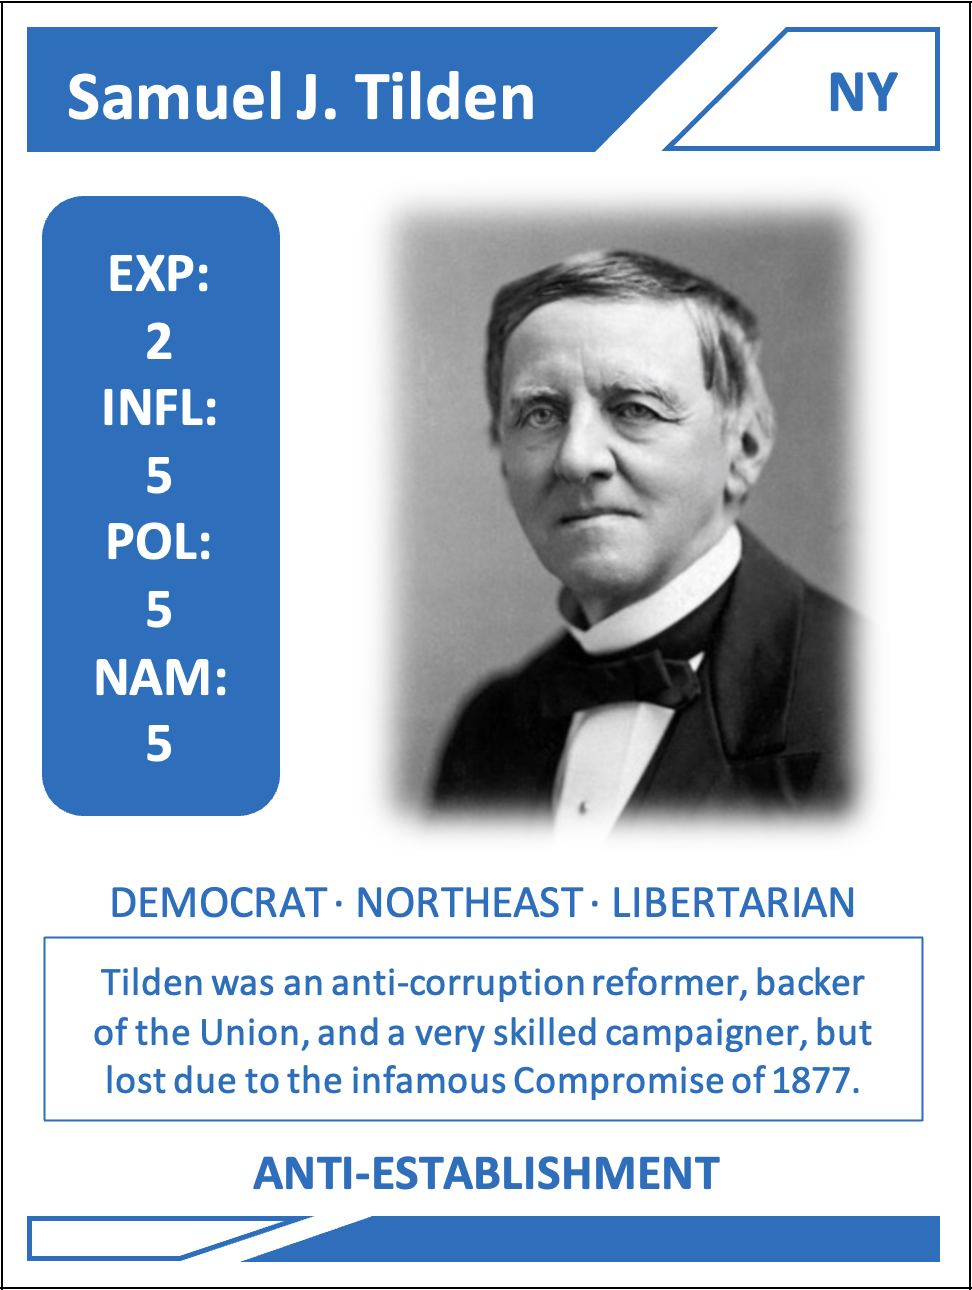 Samuel J. Tilden
NY
EXP:
2
INFL:
5
POL:
5
NAM:
5
DEMOCRAT · NORTHEAST · LIBERTARIAN
Tilden was an anti-corruption reformer, backer
of the Union, and a very skilled campaigner, but
lost due to the infamous Compromise of 1877.
ANTI-ESTABLISHMENT